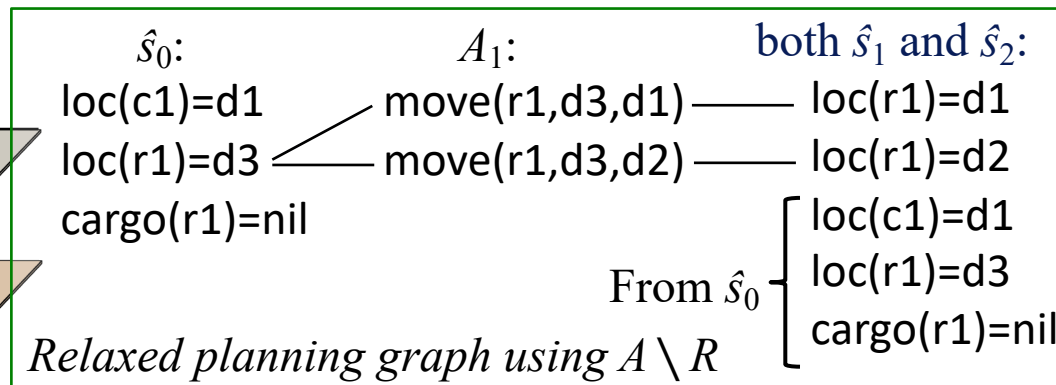 ŝ₀: A₁: both ŝ₁ and ŝ₂:
loc(c1)=d1 move(r1,d3,d1) loc(r1)=d1
loc(r1)=d3 move(r1,d3,d2) loc(r1)=d2
cargo(r1)=nil loc(c1)=d1
From ŝ₀ loc(r1)=d3
cargo(r1)=nil
Relaxed planning graph using A \ R